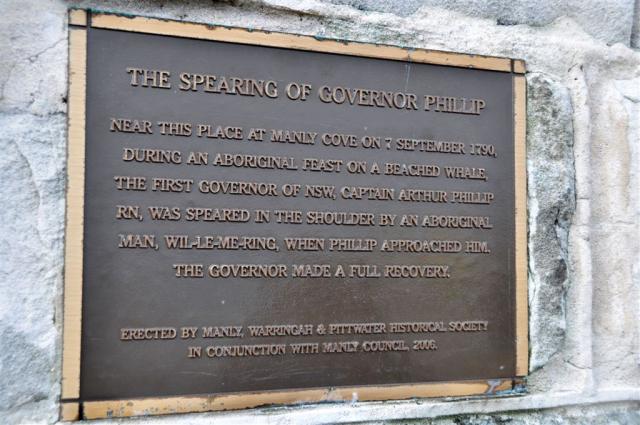 THE SPEARING OF GOVERNOR PHILLIP
NEAR THIS PLACE AT MANLY COVE ON 7 SEPTEMBER 1790,
DURING AN ABORIGINAL FEAST ON A BEACHED WHALE,
THE FIRST GOVERNOR OF NSW, CAPTAIN ARTHUR PHILLIP
RN, WAS SPEARED IN THE SHOULDER BY AN ABORIGINAL
MAN, WIL-LE-ME-RING, WHEN PHILLIP APPROACHED HIM.
THE GOVERNOR MADE A FULL RECOVERY.
ERECTED BY MANLY, WARRINGAH & PITTWATER HISTORICAL SOCIETY
IN CONJUNCTION WITH MANLY COUNCIL, 2006.